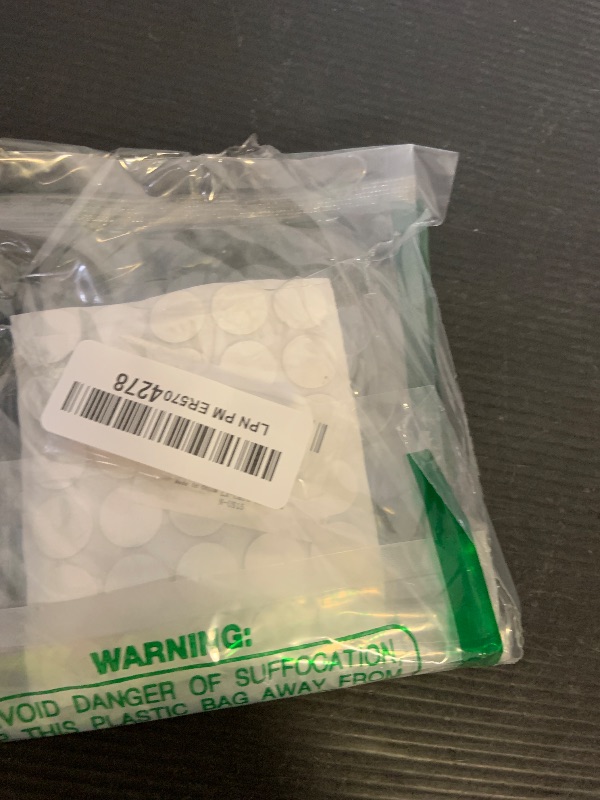 LPN PM ER5704278
WARNING:
VOID DANGER OF SUFFOCATION,
THIS PLASTIC BAG AWAY FROM